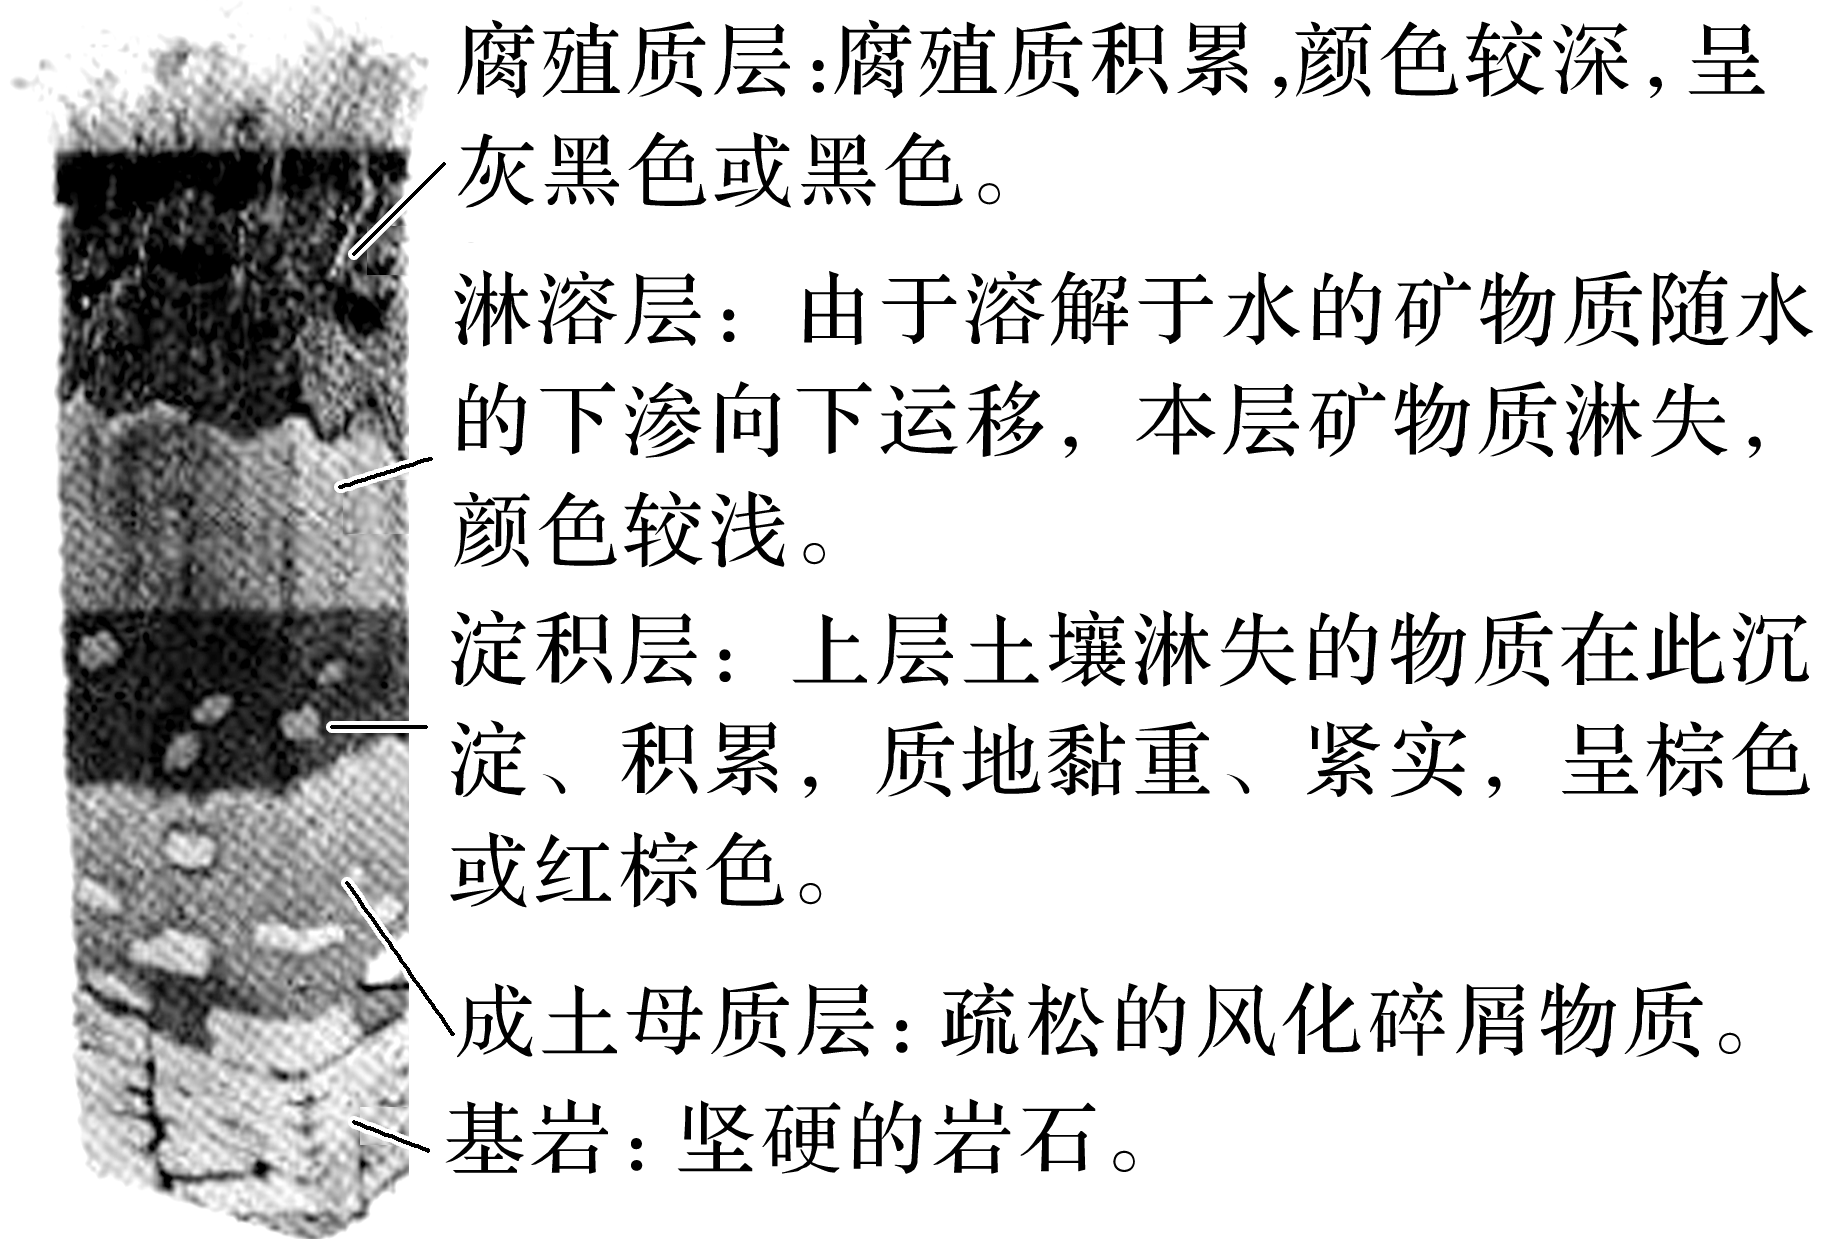 腐殖质层:腐殖质积累,颜色较深,呈
灰黑色或黑色。
淋溶层：由于溶解于水的矿物质随水
的下渗向下运移，本层矿物质淋失，
颜色较浅。
淀积层：上层土壤淋失的物质在此沉
淀、积累，质地黏重、紧实，呈棕色
或红棕色。
成土母质层：疏松的风化碎屑物质。
基岩：坚硬的岩石。